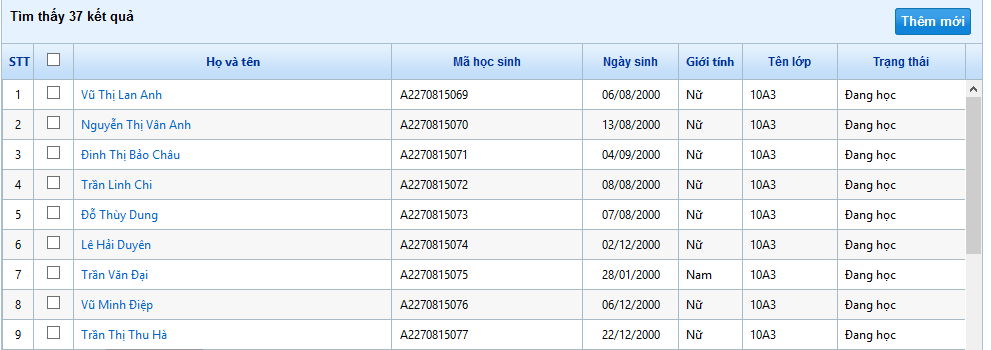 Tìm thấy 37 kết quả
Thêm mới
STT Họ và tên Mã học sinh Ngày sinh Giới tính Tên lớp Trạng thái
1 Vũ Thị Lan Anh A2270815069 06/08/2000 Nữ 10A3 Đang học
2 Nguyễn Thị Vân Anh A2270815070 13/08/2000 Nữ 10A3 Đang học
3 Đinh Thị Bảo Châu A2270815071 04/09/2000 Nữ 10A3 Đang học
4 Trần Linh Chi A2270815072 08/08/2000 Nữ 10A3 Đang học
5 Đỗ Thùy Dung A2270815073 07/08/2000 Nữ 10A3 Đang học
6 Lê Hải Duyên A2270815074 02/12/2000 Nữ 10A3 Đang học
7 Trần Văn Đại A2270815075 28/01/2000 Nam 10A3 Đang học
8 Vũ Minh Điệp A2270815076 06/12/2000 Nữ 10A3 Đang học
9 Trần Thị Thu Hà A2270815077 22/12/2000 Nữ 10A3 Đang học